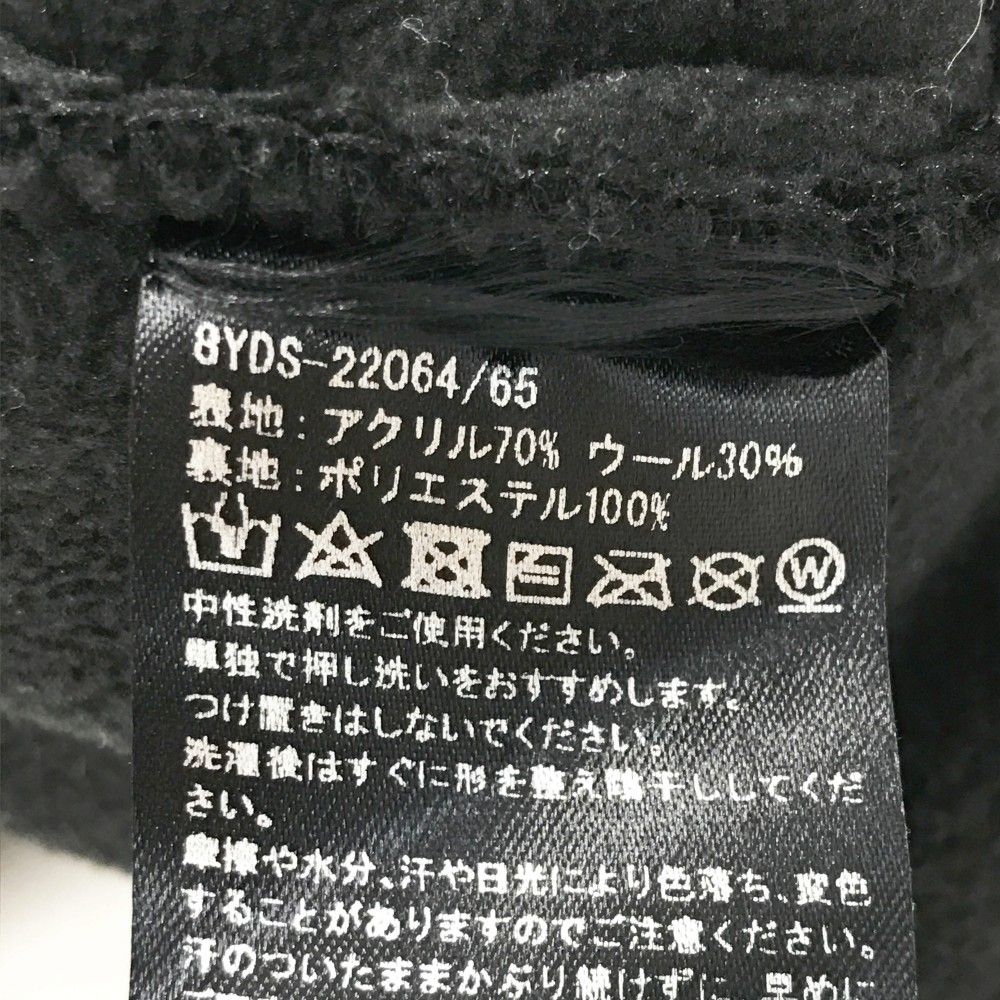 8YDS-22064/65
表地：アクリル70% ウール30%
裏地：ポリエステル100%
W
中性洗剤をご使用ください。
単独で押し洗いをおすすめします。
つけ置きはしないでください。
洗濯後はすぐに形を整え陰干ししてくだ
さい。
摩擦や水分、汗や日光により色落ち、変色
することがありますのでご注意ください。
汗のついたままかぶり続けずに、早めに